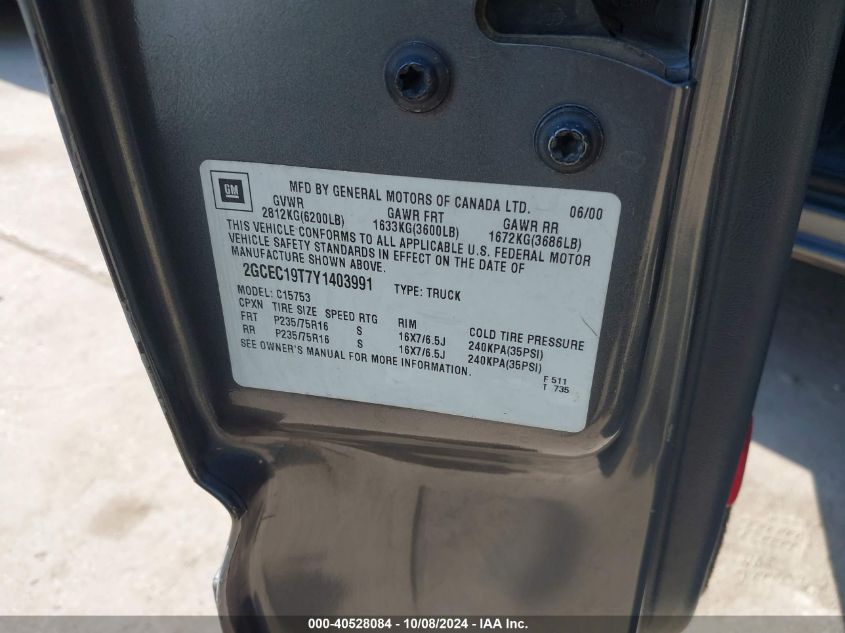 GM
MFD BY GENERAL MOTORS OF CANADA LTD. 06/00
GVWR GAWR FRT GAWR RR
2812KG(6200LB) 1633KG(3600LB) 1672KG(3686LB)
THIS VEHICLE CONFORMS TO ALL APPLICABLE U.S. FEDERAL MOTOR
VEHICLE SAFETY STANDARDS IN EFFECT ON THE DATE OF
MANUFACTURE SHOWN ABOVE.
2GCEC19T7Y1403991 TYPE: TRUCK
MODEL: C15753
CPXN TIRE SIZE SPEED RTG RIM COLD TIRE PRESSURE
FRT P235/75R16 S 16X7/6.5J 240KPA(35PSI)
RR P235/75R16 S 16X7/6.5J 240KPA(35PSI)
SEE OWNER'S MANUAL FOR MORE INFORMATION.
F 511
T 735
000-40528084 - 10/08/2024 - IAA Inc.